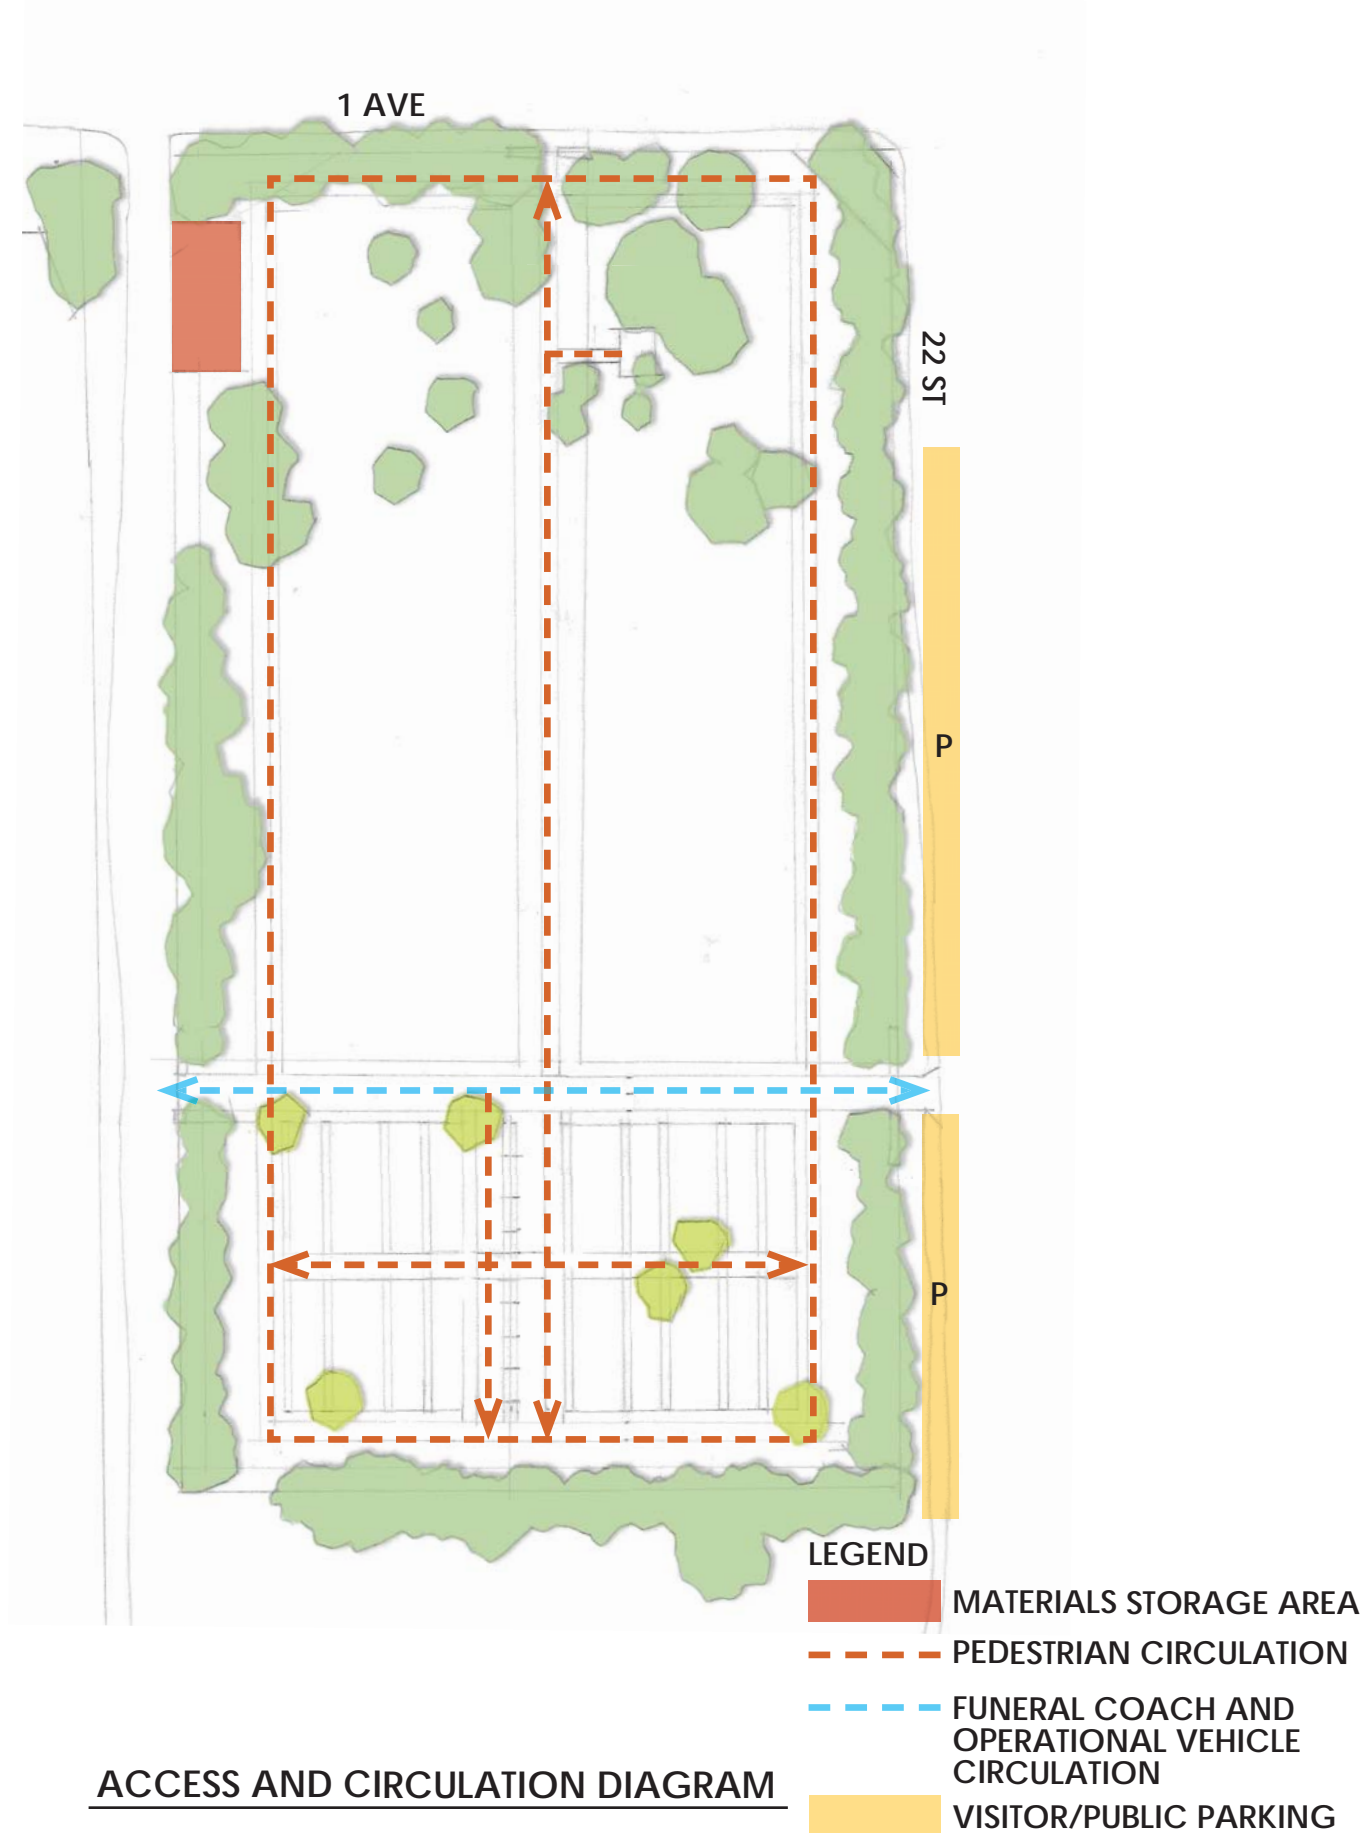 1 AVE
22 ST
P
P
LEGEND
MATERIALS STORAGE AREA
PEDESTRIAN CIRCULATION
FUNERAL COACH AND
OPERATIONAL VEHICLE
CIRCULATION
VISITOR/PUBLIC PARKING
ACCESS AND CIRCULATION DIAGRAM